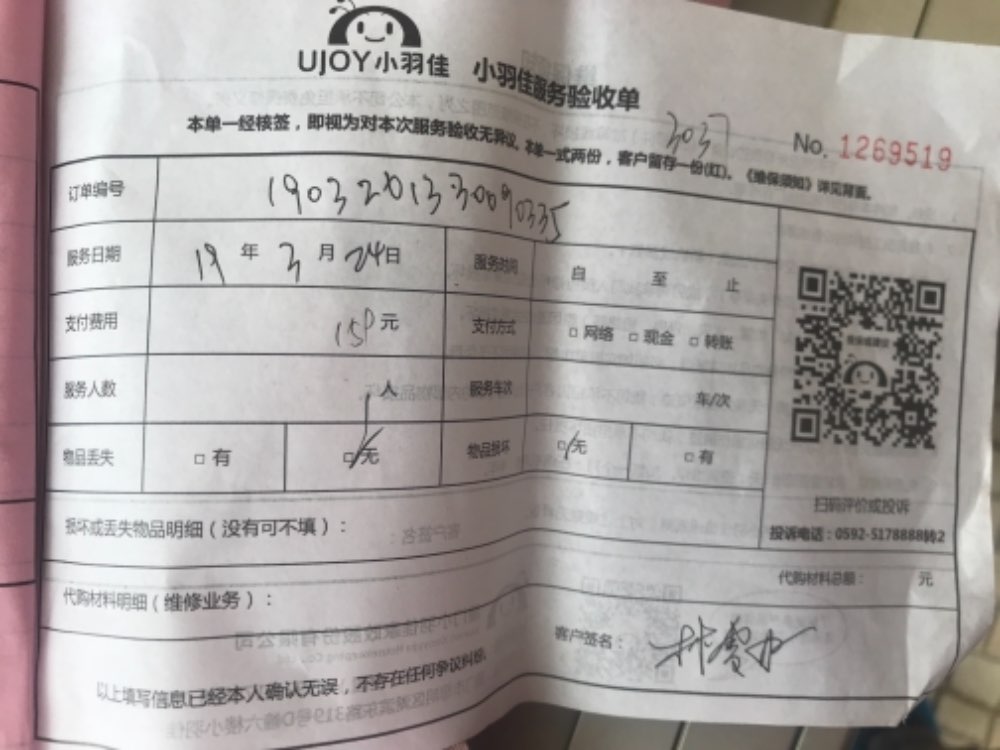 UJOY小羽佳 小羽佳服务验收单
3037
No. 1269519
本单一经核签，即视为对本次服务验收无异议。本单一式两份，客户留存一份(红)。《维保须知》详见背面。
订单编号 1903201330090335
服务日期 19 年 3 月 24日 服务时间 自 至 止
支付费用 150元 支付方式 □ 网络 □ 现金 □ 转账
服务人数 1人 服务车次 车/次
物品丢失 □ 有 □ 无 物品损坏 □ 无 □ 有
扫码评价或投诉
投诉电话：0592-5178888转2
损坏或丢失物品明细（没有可不填）：
代购材料总额： 元
代购材料明细（维修业务）：
客户签名：
以上填写信息已经本人确认无误，不存在任何争议纠纷。